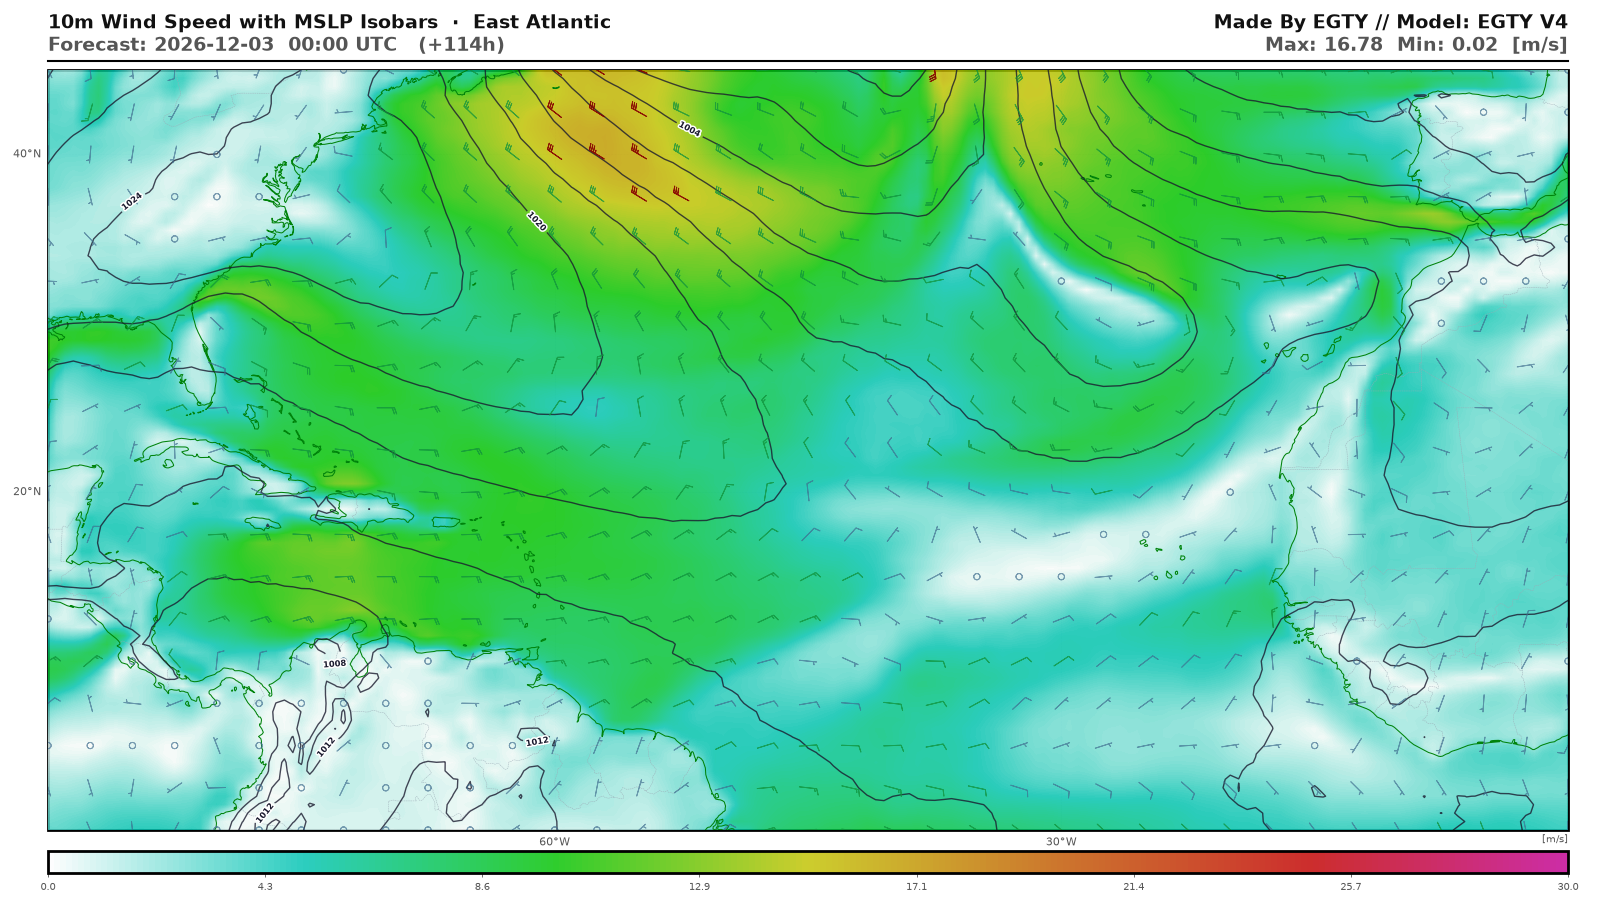 10m Wind Speed with MSLP Isobars · East Atlantic
Made By EGTY // Model: EGTY V4
Forecast: 2026-12-03 00:00 UTC (+114h)
Max: 16.78 Min: 0.02 [m/s]
1004
40°N
1024
1020
20°N
1008
1012
1012
1012
60°W
30°W
[m/s]
0.0
4.3
8.6
12.9
17.1
21.4
25.7
30.0